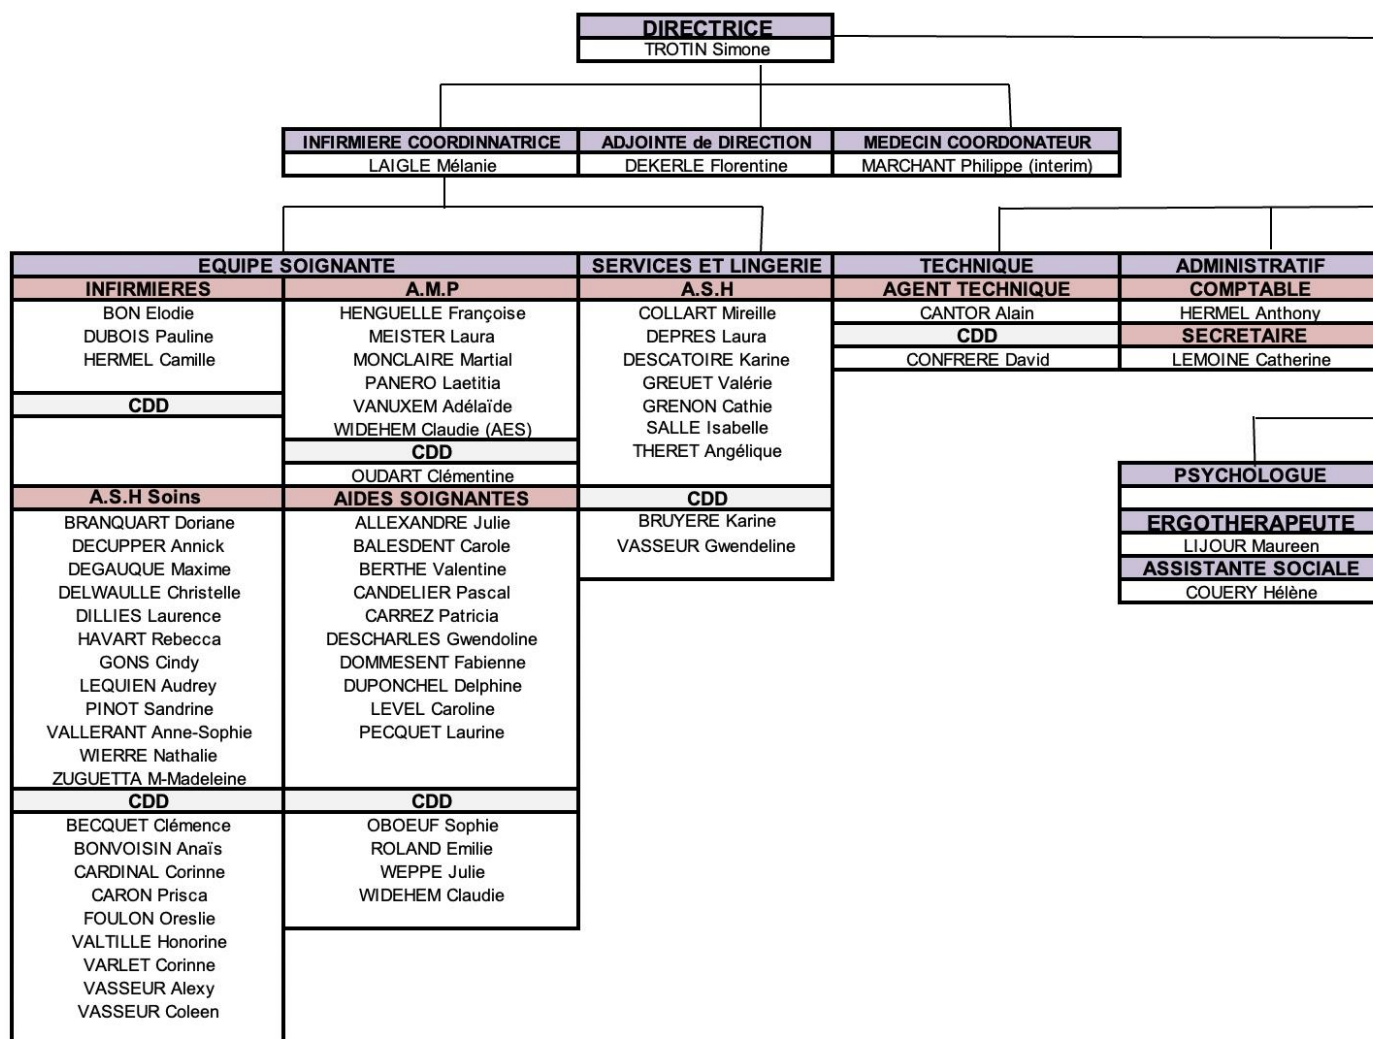 DIRECTRICE
TROTIN Simone
INFIRMIERE COORDINNATRICE
LAIGLE Mélanie
ADJOINTE de DIRECTION
DEKERLE Florentine
MEDECIN COORDONATEUR
MARCHANT Philippe (interim)
EQUIPE SOIGNANTE
INFIRMIERES
BON Elodie
DUBOIS Pauline
HERMEL Camille
CDD
A.M.P
HENGUELLE Françoise
MEISTER Laura
MONCLAIRE Martial
PANERO Laetitia
VANUXEM Adélaïde
WIDEHEM Claudie (AES)
CDD
OUDART Clémentine
A.S.H Soins
BRANQUART Doriane
DECUPPER Annick
DEGAUQUE Maxime
DELWAULLE Christelle
DILLIES Laurence
HAVART Rebecca
GONS Cindy
LEQUIEN Audrey
PINOT Sandrine
VALLERANT Anne-Sophie
WIERRE Nathalie
ZUGUETTA M-Madeleine
CDD
BECQUET Clémence
BONVOISIN Anaïs
CARDINAL Corinne
CARON Prisca
FOULON Oreslie
VALTILLE Honorine
VARLET Corinne
VASSEUR Alexy
VASSEUR Coleen
AIDES SOIGNANTES
ALLEXANDRE Julie
BALESDENT Carole
BERTHE Valentine
CANDELIER Pascal
CARREZ Patricia
DESCHARLES Gwendoline
DOMMESENT Fabienne
DUPONCHEL Delphine
LEVEL Caroline
PECQUET Laurine
CDD
OBOEUF Sophie
ROLAND Emilie
WEPPE Julie
WIDEHEM Claudie
SERVICES ET LINGERIE
A.S.H
COLLART Mireille
DEPRES Laura
DESCATOIRE Karine
GREUET Valérie
GRENON Cathie
SALLE Isabelle
THERET Angélique
CDD
BRUYERE Karine
VASSEUR Gwendeline
TECHNIQUE
AGENT TECHNIQUE
CANTOR Alain
CDD
CONFRERE David
ADMINISTRATIF
COMPTABLE
HERMEL Anthony
SECRETAIRE
LEMOINE Catherine
PSYCHOLOGUE
ERGOTHERAPEUTE
LIJOUR Maureen
ASSISTANTE SOCIALE
COUERY Hélène